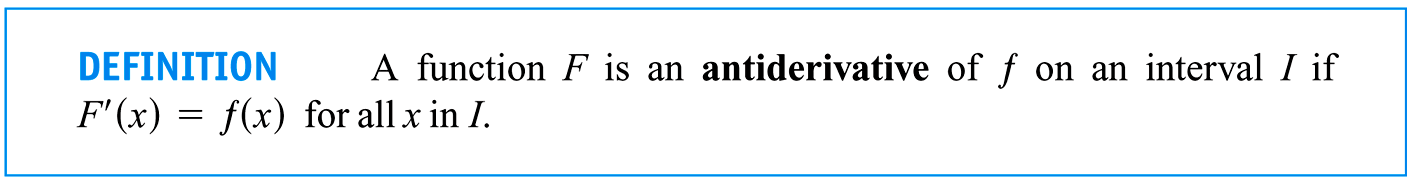 DEFINITION A function F is an antiderivative of f on an interval I if
F′(x) = f(x) for all x in I.